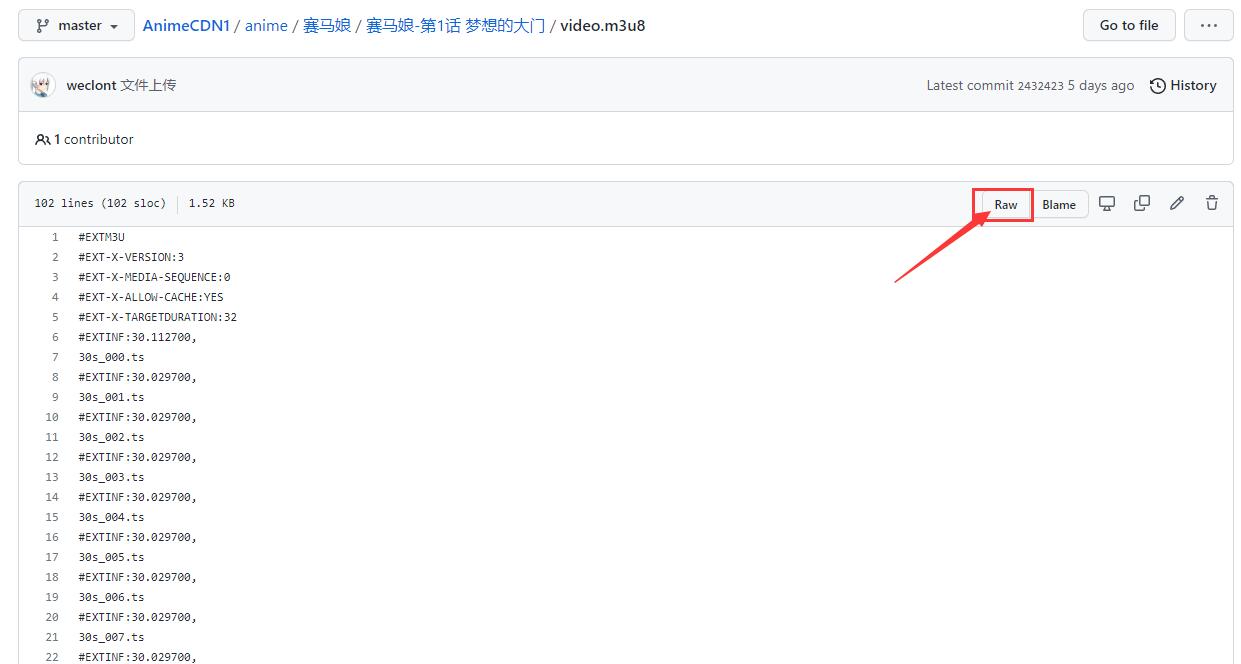 master AnimeCDN1 / anime / 赛马娘 / 赛马娘-第1话 梦想的大门 / video.m3u8 Go to file ...
weclont 文件上传 Latest commit 2432423 5 days ago History
1 contributor
102 lines (102 sloc) 1.52 KB Raw Blame
1 #EXTM3U
2 #EXT-X-VERSION:3
3 #EXT-X-MEDIA-SEQUENCE:0
4 #EXT-X-ALLOW-CACHE:YES
5 #EXT-X-TARGETDURATION:32
6 #EXTINF:30.112700,
7 30s_000.ts
8 #EXTINF:30.029700,
9 30s_001.ts
10 #EXTINF:30.029700,
11 30s_002.ts
12 #EXTINF:30.029700,
13 30s_003.ts
14 #EXTINF:30.029700,
15 30s_004.ts
16 #EXTINF:30.029700,
17 30s_005.ts
18 #EXTINF:30.029700,
19 30s_006.ts
20 #EXTINF:30.029700,
21 30s_007.ts
22 #EXTINF:30.029700,